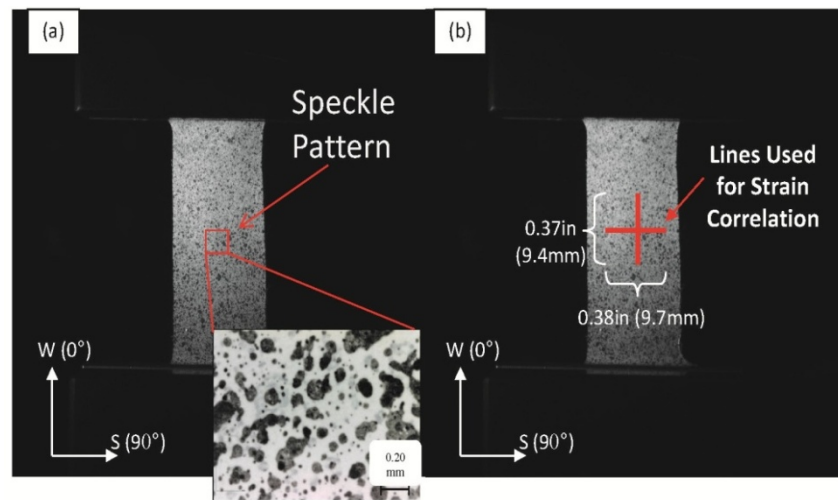 (a)
Speckle
Pattern
W (0°)
S (90°)
0.20
mm
(b)
Lines Used
for Strain
Correlation
0.37in
(9.4mm)
0.38in (9.7mm)
W (0°)
S (90°)